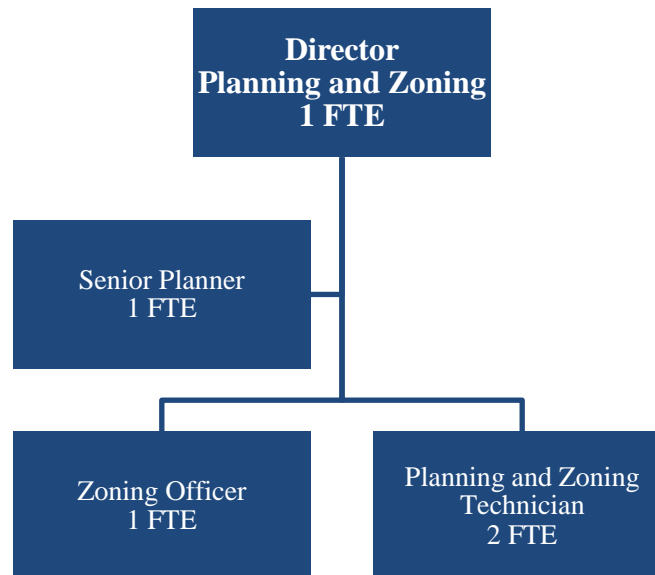 Director
Planning and Zoning
1 FTE
Senior Planner
1 FTE
Zoning Officer
1 FTE
Planning and Zoning
Technician
2 FTE